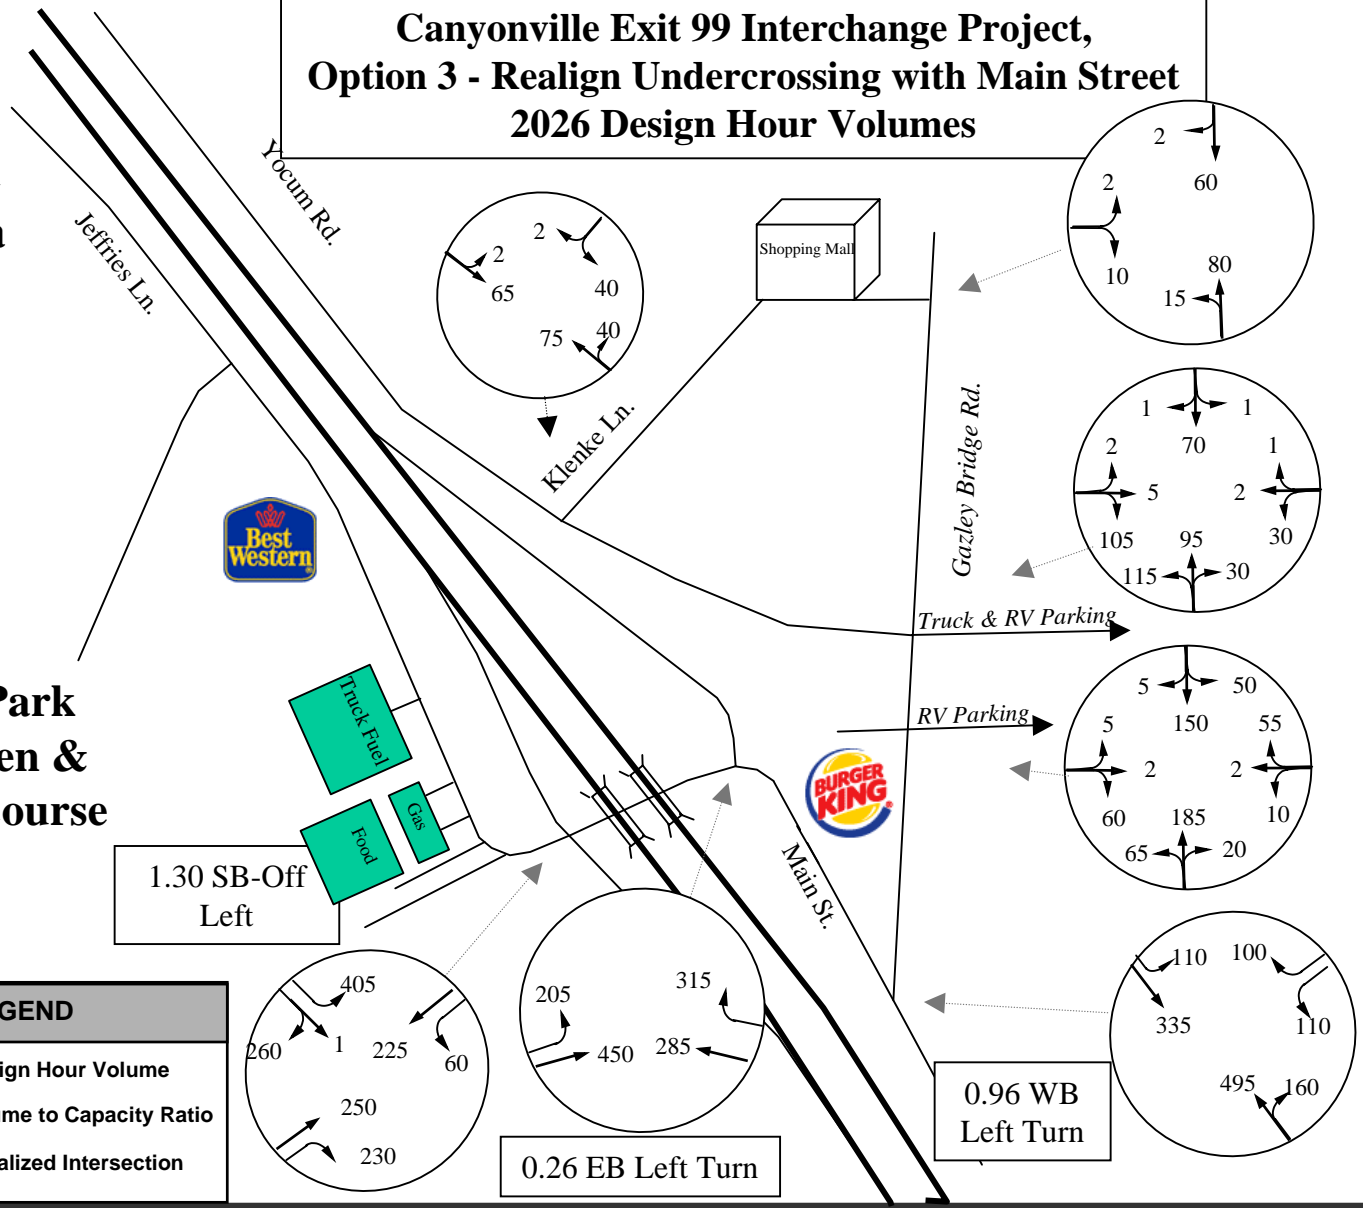 Canyonville Exit 99 Interchange Project,
Option 3 - Realign Undercrossing with Main Street
2026 Design Hour Volumes
Yocum Rd.
Jeffries Ln.
Klenke Ln.
Shopping Mall
Gazley Bridge Rd.
2
60
2
10
80
15
2
40
2
65
75
40
1
1
70
2
5
105
1
2
30
95
115
30
Truck & RV Parking
RV Parking
5
50
150
5
2
60
55
2
10
185
65
20
Best
Western
BURGER
KING
Truck Fuel
Gas
Food
Main St.
Park
en &
ourse
1.30 SB-Off
Left
405
260
1
225
60
250
230
205
450
315
285
0.26 EB Left Turn
110
335
100
110
495
160
0.96 WB
Left Turn
GEND
ign Hour Volume
ume to Capacity Ratio
alized Intersection